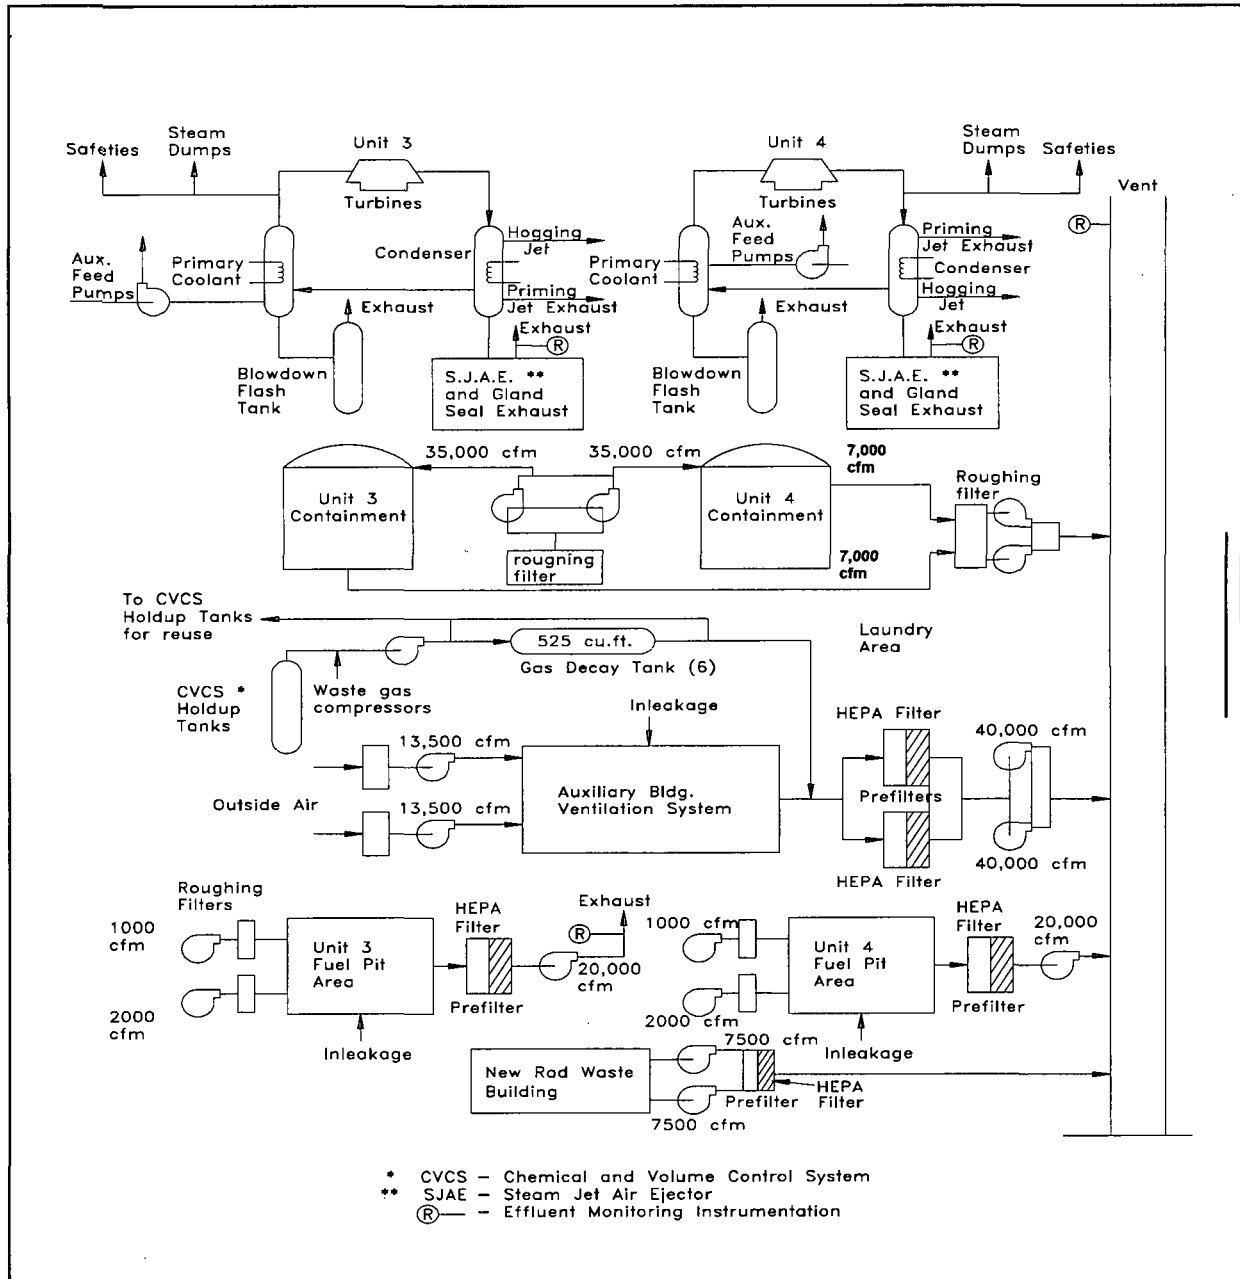 Safeties
Steam
Dumps
Unit 3
Turbines
Unit 4
Turbines
Steam
Dumps
Safeties
Vent
R
Aux.
Feed
Pumps
Primary
Coolant
Condenser
Hogging
Jet
Priming
Jet Exhaust
Exhaust
Exhaust
R
Blowdown
Flash
Tank
S.J.A.E. **
and Gland
Seal Exhaust
Primary
Coolant
Aux.
Feed
Pumps
Priming
Jet Exhaust
Condenser
Hogging
Jet
Exhaust
Exhaust
R
Blowdown
Flash
Tank
S.J.A.E. **
and Gland
Seal Exhaust
35,000 cfm
35,000 cfm
7,000
cfm
Unit 3
Containment
rougning
filter
Unit 4
Containment
7,000
cfm
Roughing
filter
To CVCS
Holdup Tanks
for reuse
525 cu.ft.
Gas Decay Tank (6)
Laundry
Area
CVCS *
Holdup
Tanks
Waste gas
compressors
Inleakage
HEPA Filter
40,000 cfm
13,500 cfm
Outside Air
13,500 cfm
Auxiliary Bldg.
Ventilation System
Prefilters
HEPA Filter
40,000 cfm
Roughing
Filters
1000
cfm
2000
cfm
Unit 3
Fuel Pit
Area
Inleakage
HEPA
Filter
Prefilter
Exhaust
R
20,000
cfm
1000
cfm
2000 cfm
Unit 4
Fuel Pit
Area
Inleakage
HEPA
Filter
Prefilter
20,000
cfm
New Rad Waste
Building
7500 cfm
7500 cfm
Prefilter
HEPA
Filter
* CVCS – Chemical and Volume Control System
** SJAE – Steam Jet Air Ejector
R – Effluent Monitoring Instrumentation